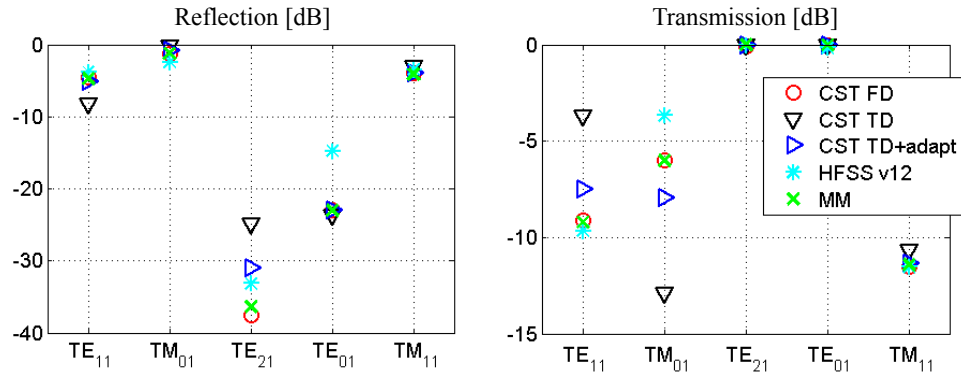 Reflection [dB]
0
-10
-20
-30
-40
TE11 TM01 TE21 TE01 TM11
Transmission [dB]
0
-5
-10
-15
TE11 TM01 TE21 TE01 TM11
CST FD
CST TD
CST TD+adapt
HFSS v12
MM